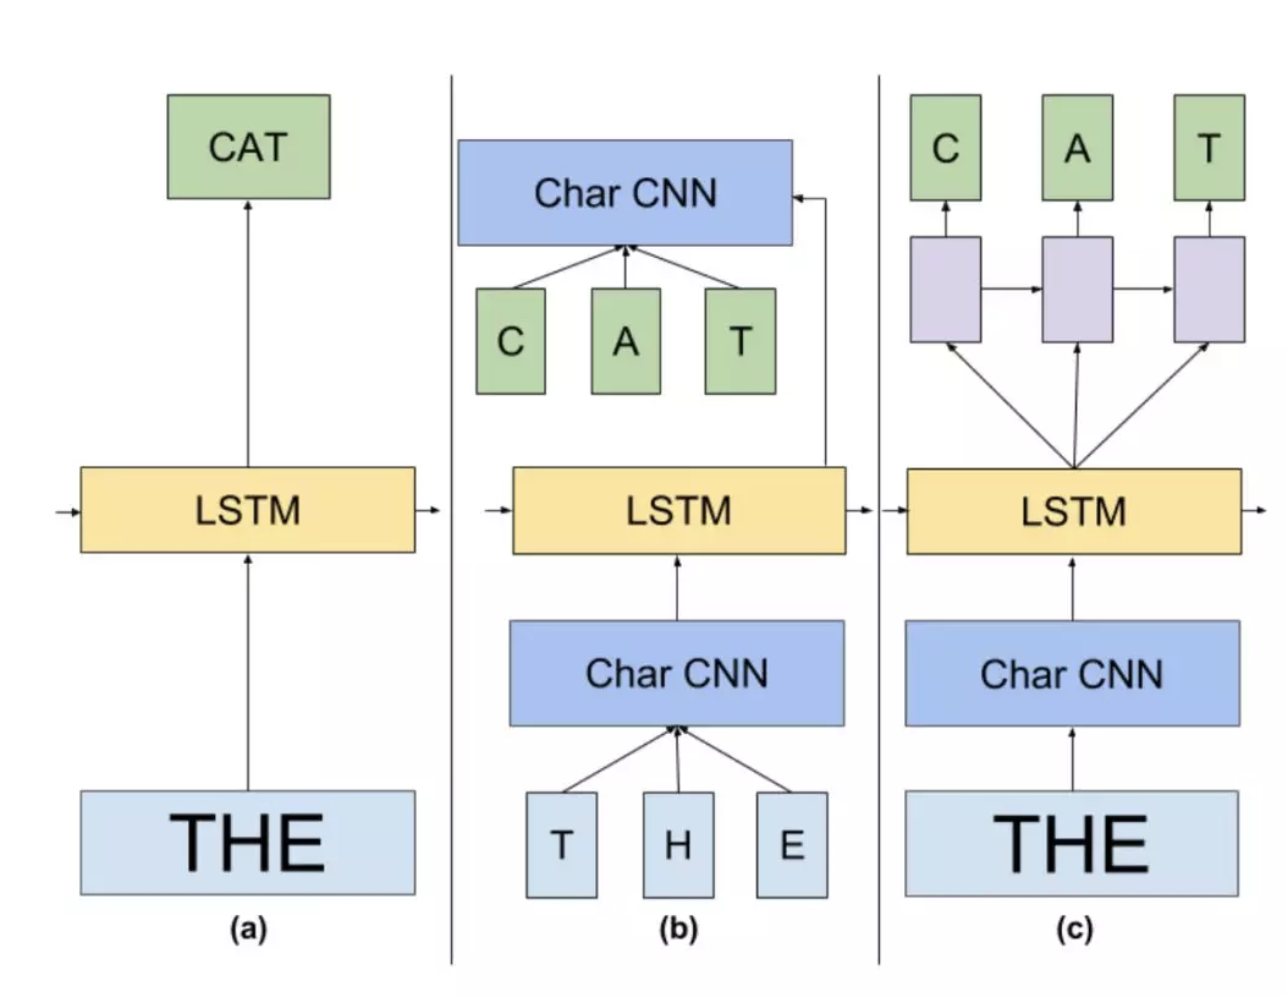 CAT
LSTM
THE
(a)
Char CNN
C A T
LSTM
Char CNN
T H E
(b)
C A T
LSTM
Char CNN
THE
(c)